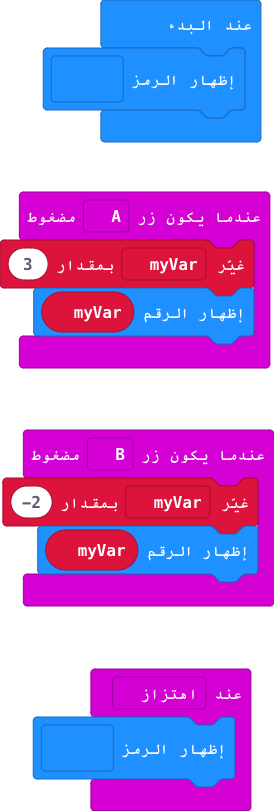 عند البدء
إظهار الرمز
عندما يكون زر A مضغوط
غيّر myVar بمقدار 3
إظهار الرقم myVar
عندما يكون زر B مضغوط
غيّر myVar بمقدار -2
إظهار الرقم myVar
عند اهتزاز
إظهار الرمز